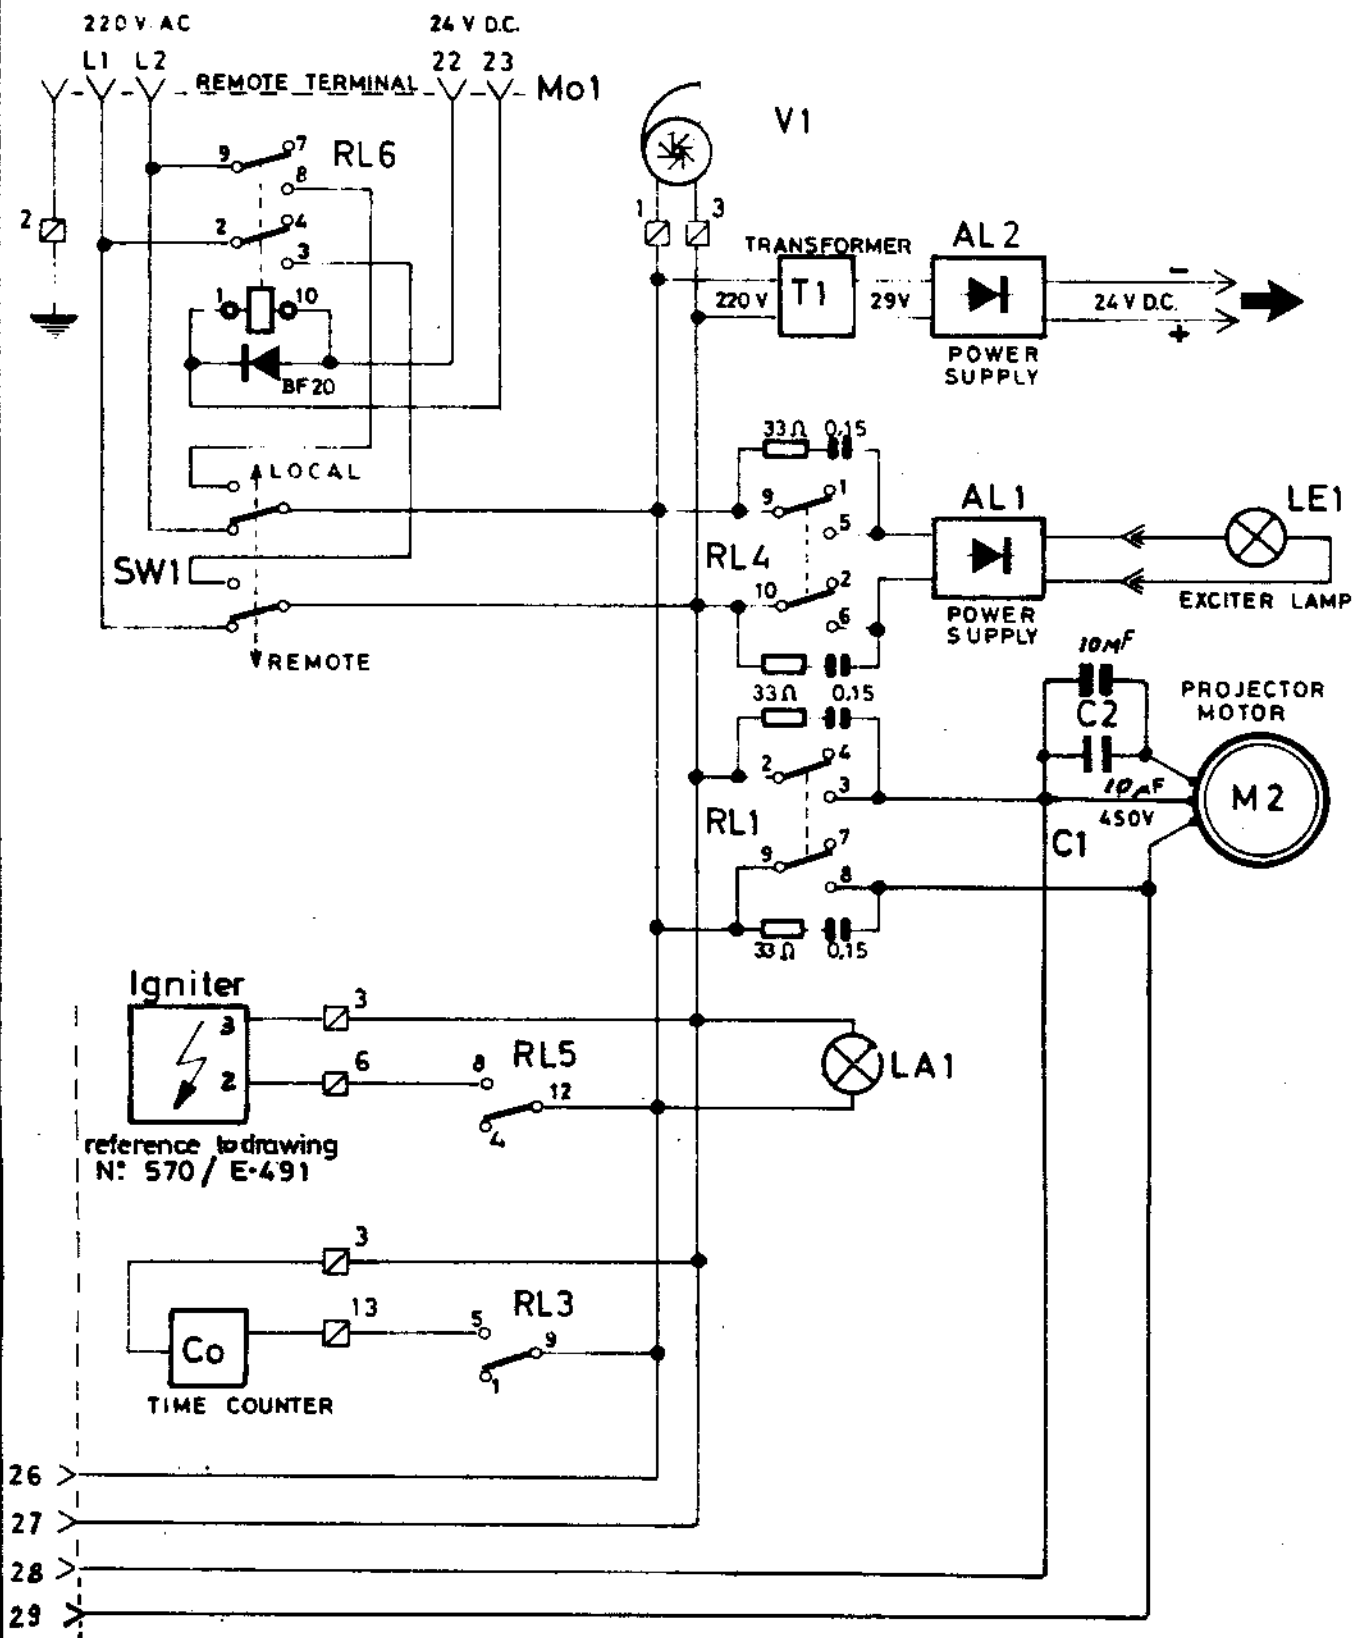 220 V. AC
24 V D.C.
L1 L2
22 23
REMOTE TERMINAL
Mo1
V1
9
7
RL6
8
2
2
4
3
1
10
BF20
1
3
TRANSFORMER
AL2
220 V
T1
29V
24 V D.C.
-
+
POWER
SUPPLY
LOCAL
SW1
REMOTE
33Ω 0,15
9
1
5
RL4
10
2
6
33Ω 0.15
AL1
POWER
SUPPLY
LE1
EXCITER LAMP
10MF
C2
10µF
450V
C1
PROJECTOR
MOTOR
M2
2
4
3
RL1
9
7
8
33Ω 0,15
Igniter
3
3
2
6
8
RL5
12
4
LA1
reference to drawing
N: 570/ E-491
3
13
Co
TIME COUNTER
5
RL3
9
1
26
27
28
29